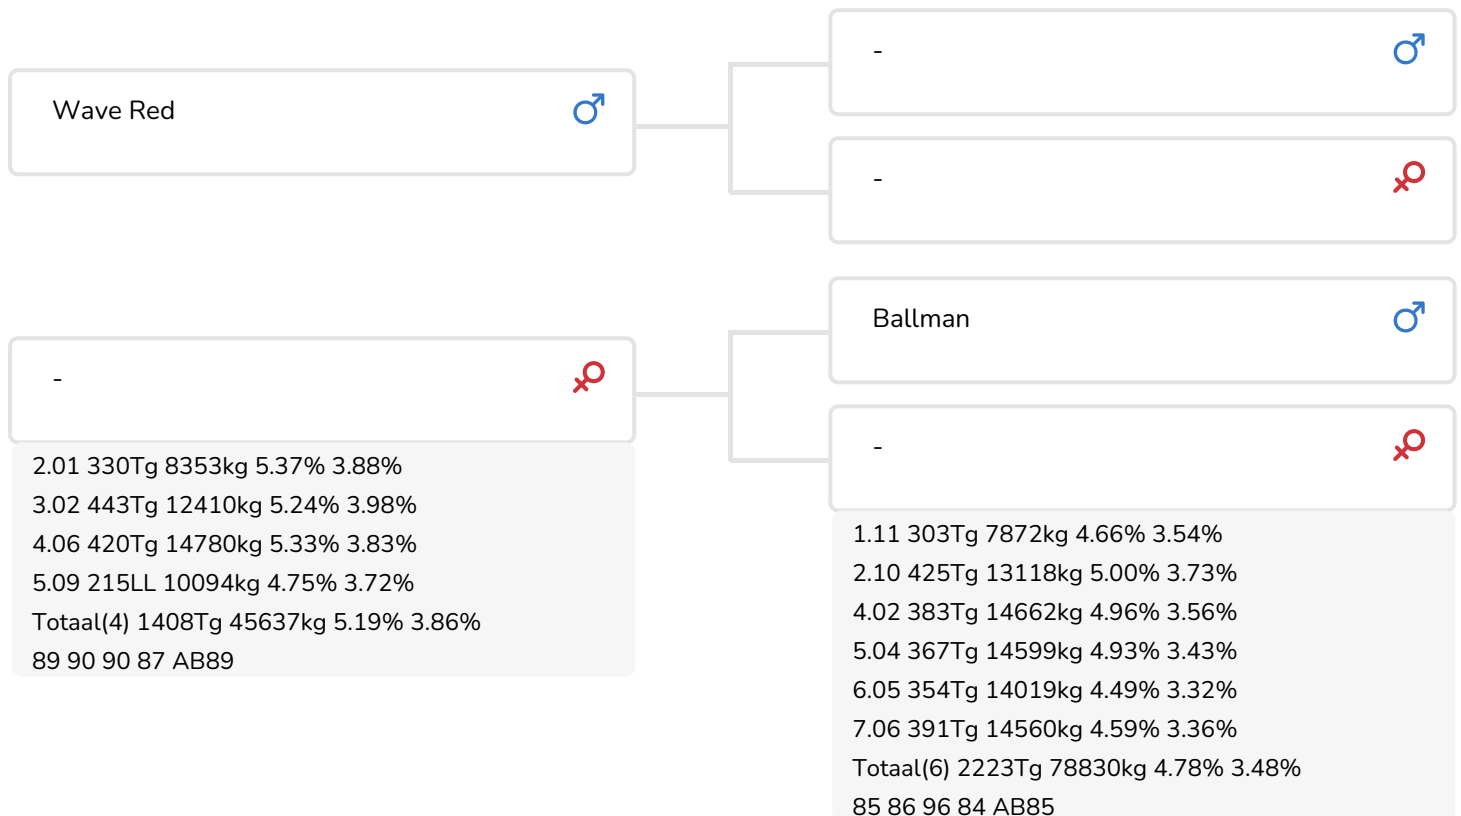 -
Wave Red
-
Ballman
-
2.01 330Tg 8353kg 5.37% 3.88%
3.02 443Tg 12410kg 5.24% 3.98%
4.06 420Tg 14780kg 5.33% 3.83%
5.09 215LL 10094kg 4.75% 3.72%
Totaal(4) 1408Tg 45637kg 5.19% 3.86%
89 90 90 87 AB89
-
1.11 303Tg 7872kg 4.66% 3.54%
2.10 425Tg 13118kg 5.00% 3.73%
4.02 383Tg 14662kg 4.96% 3.56%
5.04 367Tg 14599kg 4.93% 3.43%
6.05 354Tg 14019kg 4.49% 3.32%
7.06 391Tg 14560kg 4.59% 3.36%
Totaal(6) 2223Tg 78830kg 4.78% 3.48%
85 86 96 84 AB85